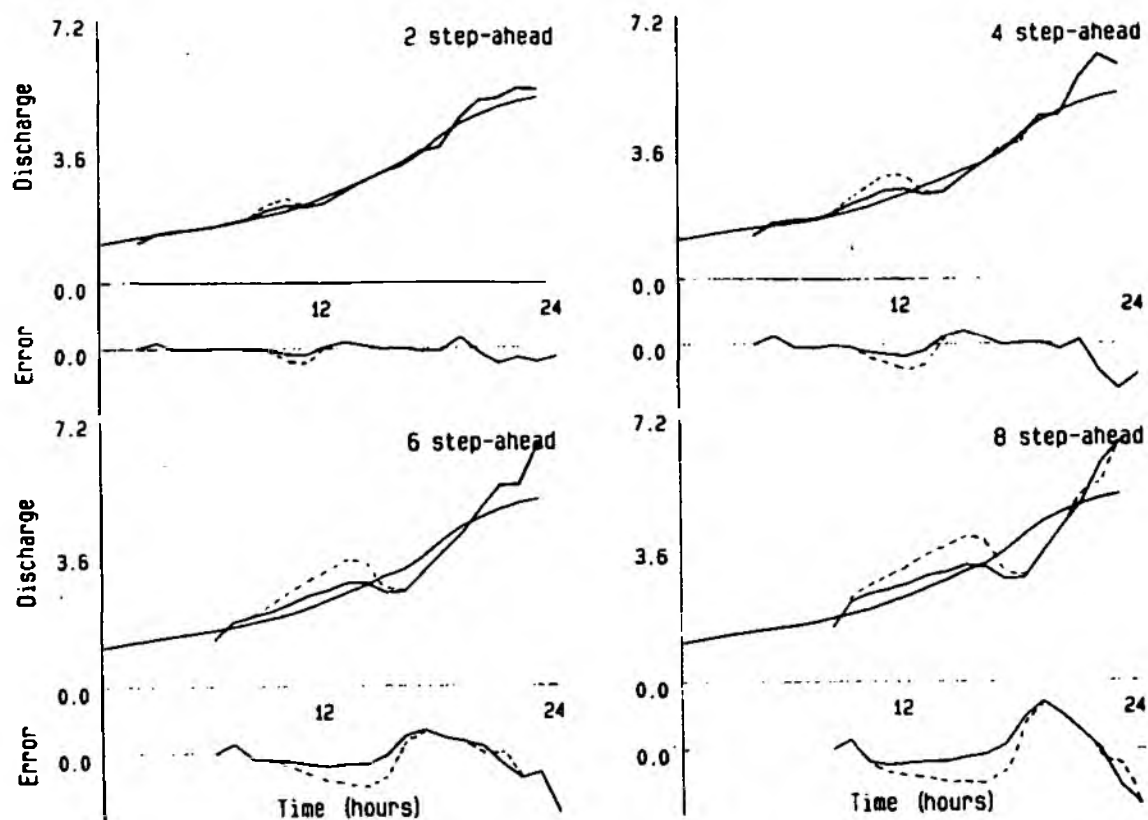 7.2
2 step-ahead
Discharge
3.6
0.0
12
24
Error
0.0
7.2
4 step-ahead
3.6
0.0
12
24
0.0
7.2
6 step-ahead
Discharge
3.6
0.0
12
24
Error
0.0
Time (hours)
7.2
8 step-ahead
Discharge
3.6
0.0
12
24
Error
0.0
Time (hours)